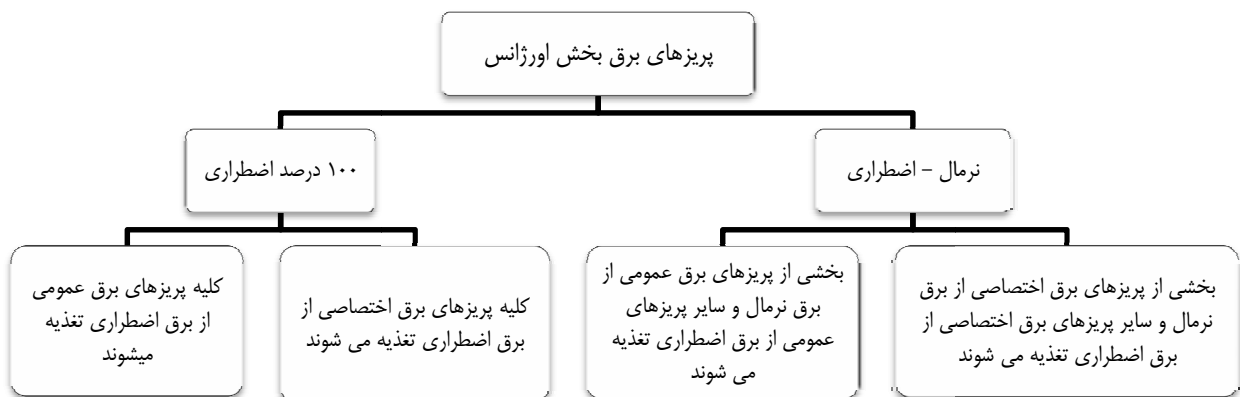 پریزهای برق بخش اورژانس
نرمال – اضطراری
۱۰۰ درصد اضطراری
بخشی از پریزهای برق اختصاصی از برق
نرمال و سایر پریزهای برق اختصاصی از
برق اضطراری تغذیه می شوند
بخشی از پریزهای برق عمومی از
برق نرمال و سایر پریزهای
عمومی از برق اضطراری تغذیه
می شوند
کلیه پریزهای برق اختصاصی از
برق اضطراری تغذیه می شوند
کلیه پریزهای برق عمومی
از برق اضطراری تغذیه
میشوند